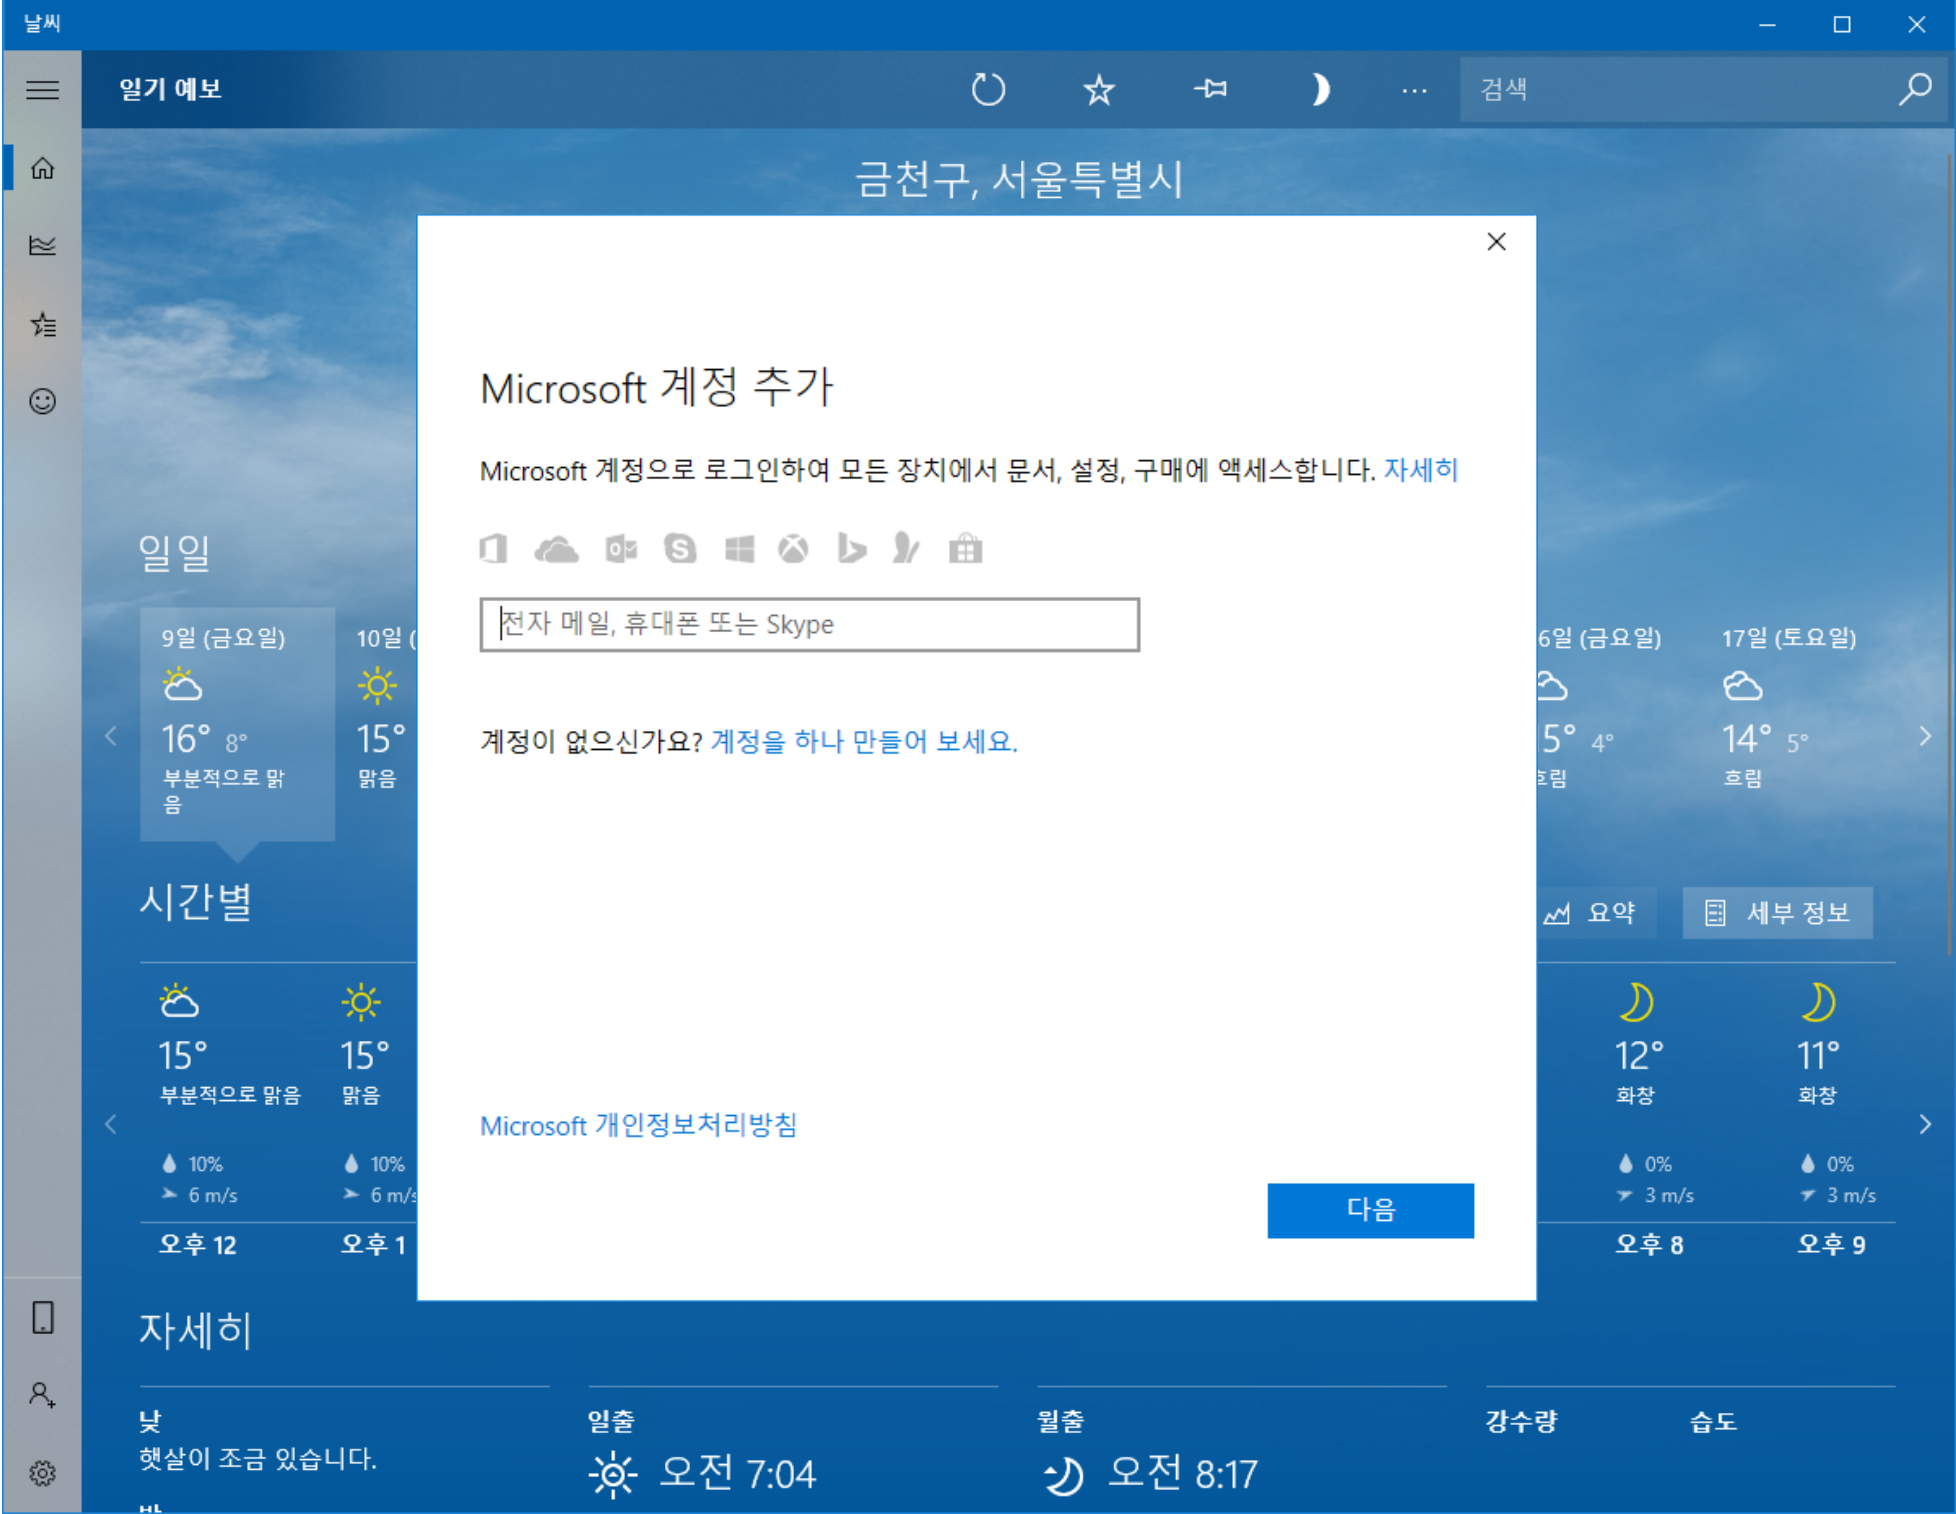 날씨
일기 예보
...
검색
금천구, 서울특별시
Microsoft 계정 추가
Microsoft 계정으로 로그인하여 모든 장치에서 문서, 설정, 구매에 액세스합니다. 자세히
전자 메일, 휴대폰 또는 Skype
계정이 없으신가요? 계정을 하나 만들어 보세요.
Microsoft 개인정보처리방침
다음
일일
9일 (금요일)
16° 8°
부분적으로 맑
음
10일 (
15°
맑음
6일 (금요일)
5° 4°
흐림
17일 (토요일)
14° 5°
흐림
시간별
요약
세부 정보
15°
부분적으로 맑음
10%
6 m/s
오후 12
15°
맑음
10%
6 m/s
오후 1
12°
화창
0%
3 m/s
오후 8
11°
화창
0%
3 m/s
오후 9
자세히
낮
햇살이 조금 있습니다.
일출
오전 7:04
월출
오전 8:17
강수량
습도